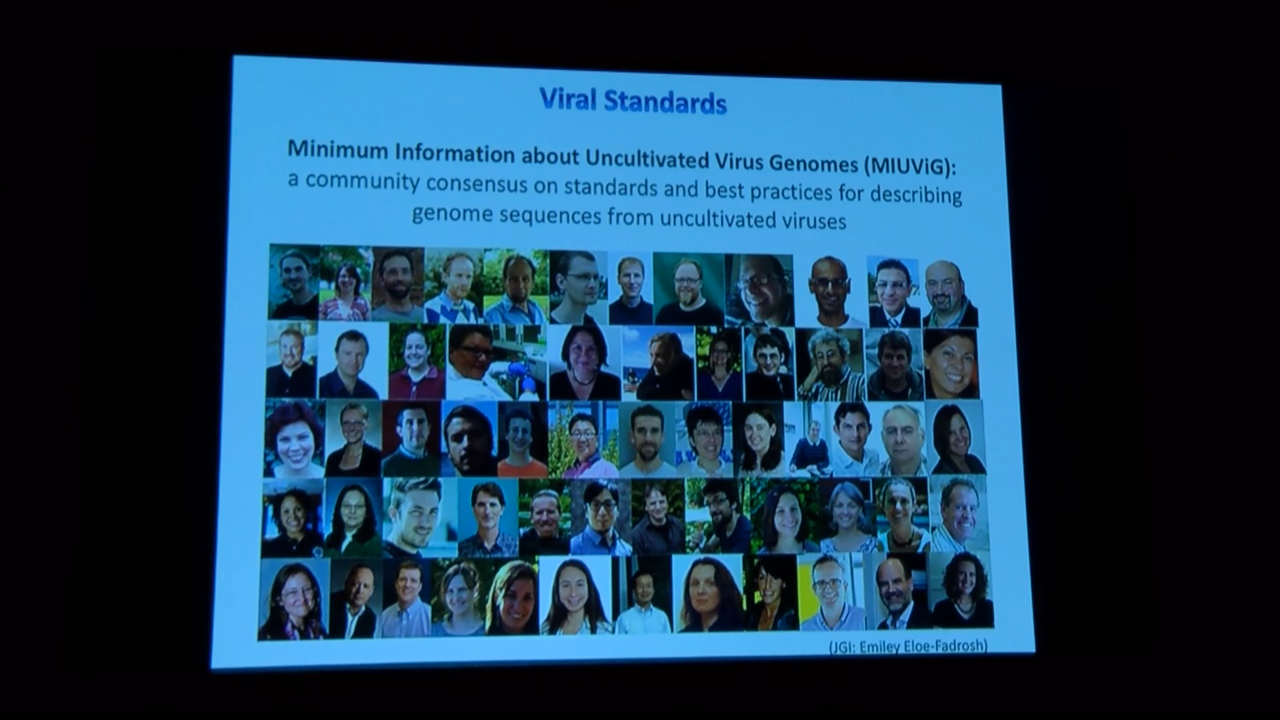 Viral Standards
Minimum Information about Uncultivated Virus Genomes (MIUViG):
a community consensus on standards and best practices for describing
genome sequences from uncultivated viruses
(JGI: Emiley Eloe-Fadrosh)